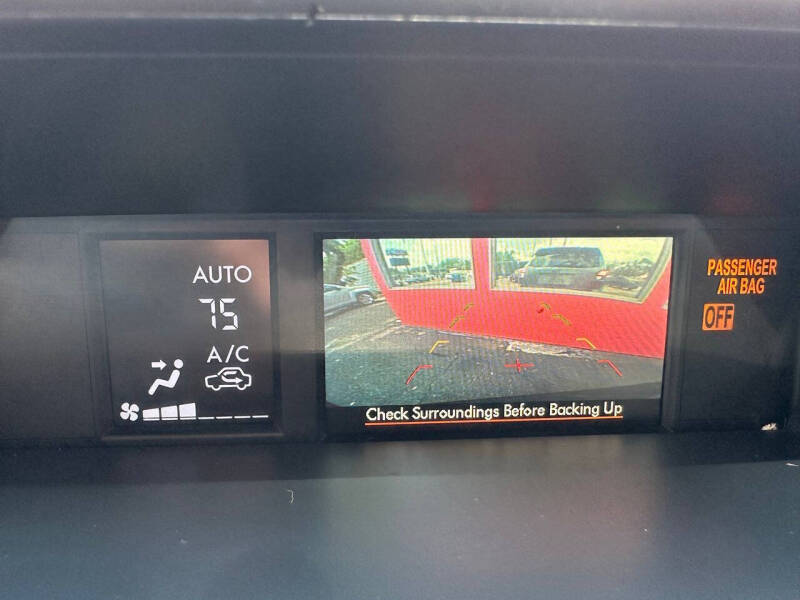 AUTO
75
A/C
Check Surroundings Before Backing Up
PASSENGER
AIR BAG
OFF